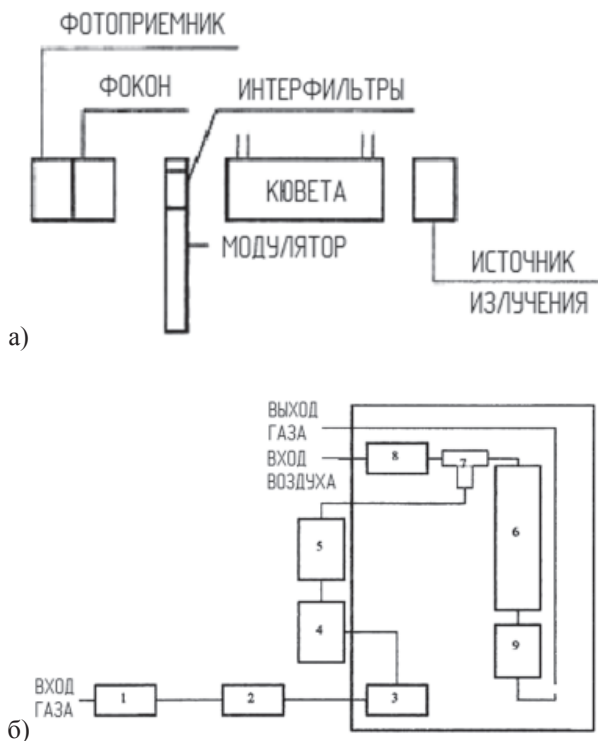 ФОТОПРИЕМНИК
ФОКОН
ИНТЕРФИЛЬТРЫ
КЮВЕТА
МОДУЛЯТОР
ИСТОЧНИК
ИЗЛУЧЕНИЯ
а)
ВЫХОД
ГАЗА
ВХОД
ВОЗДУХА
8
7
5
6
4
9
ВХОД
ГАЗА
1
2
3
б)